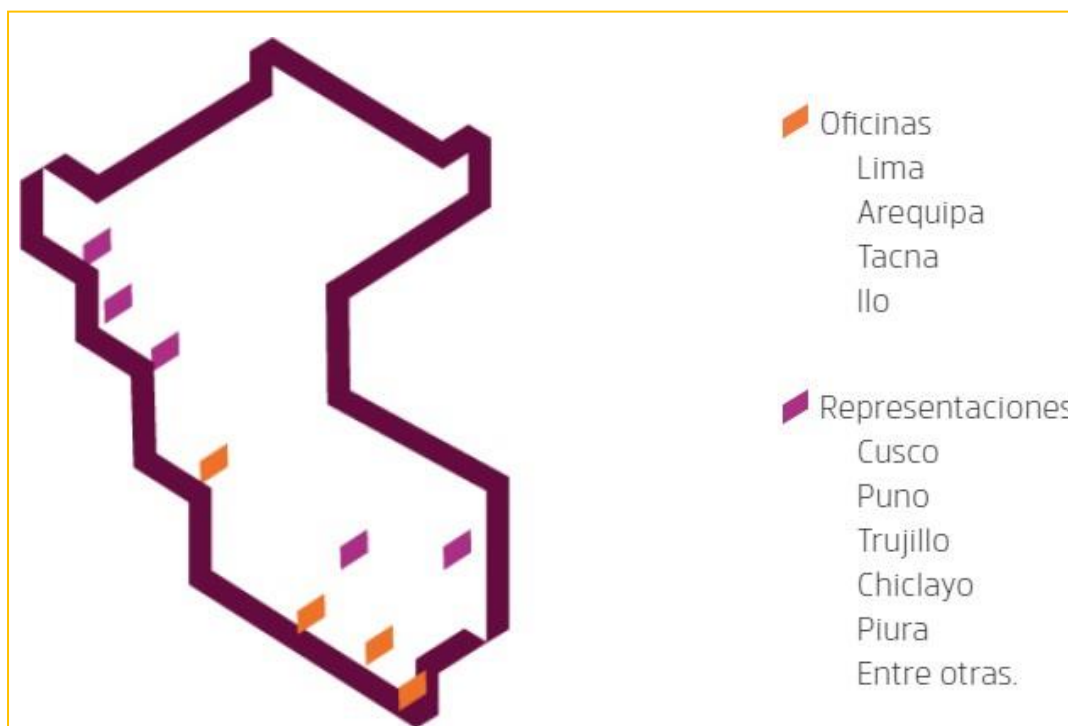 Oficinas
Lima
Arequipa
Tacna
Ilo
Representaciones
Cusco
Puno
Trujillo
Chiclayo
Piura
Entre otras.